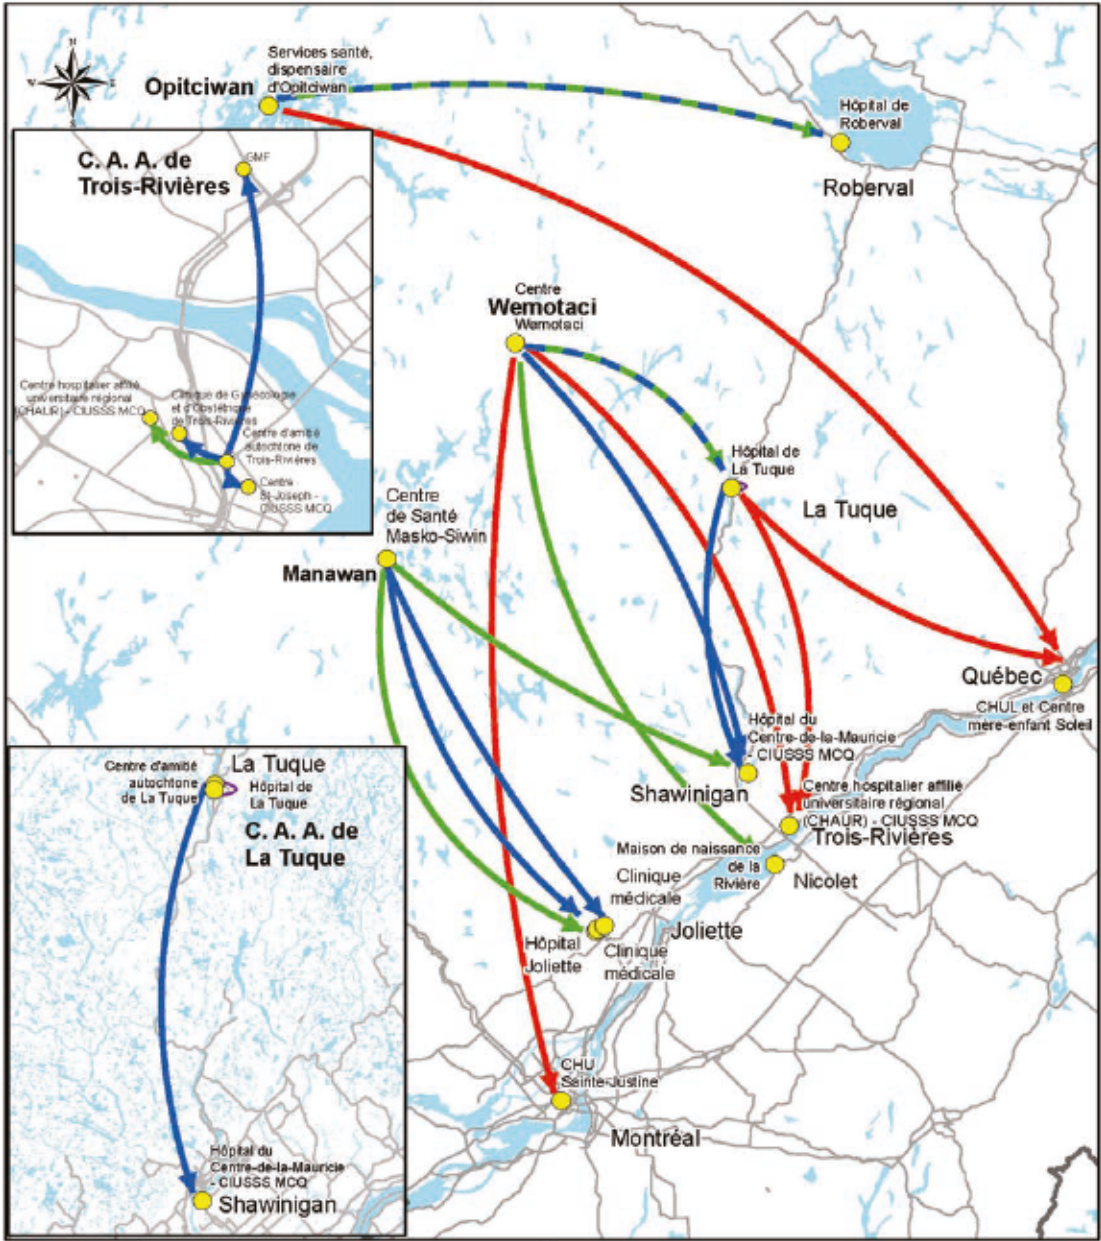 N
W
E
S
Services santé,
dispensaire
d'Opitciwan
Opitciwan
Hôpital de
Roberval
Roberval
C. A. A. de
Trois-Rivières
GMF
Centre hospitalier affilié
universitaire régional
(CHAUR) - CIUSSS MCQ
Clinique de Gynécologie
et d'Obstétrique
de Trois-Rivières
Centre d'amitié
autochtone de
Trois-Rivières
Centre
St-Joseph -
CIUSSS MCQ
Centre
Wemotaci
Wemotaci
Hôpital de
La Tuque
La Tuque
Centre
de Santé
Masko-Siwin
Manawan
Québec
CHUL et Centre
mère-enfant Soleil
Hôpital du
Centre-de-la-Mauricie
- CIUSSS MCQ
Shawinigan
Centre hospitalier affilié
universitaire régional
(CHAUR) - CIUSSS MCQ
Trois-Rivières
Maison de naissance
de la
Rivière
Nicolet
Clinique
médicale
Joliette
Hôpital
Joliette
Clinique
médicale
CHU
Sainte-Justine
Montréal
La Tuque
Centre d'amitié
autochtone
de La Tuque
Hôpital de
La Tuque
C. A. A. de
La Tuque
Hôpital du
Centre-de-la-Mauricie
- CIUSSS MCQ
Shawinigan